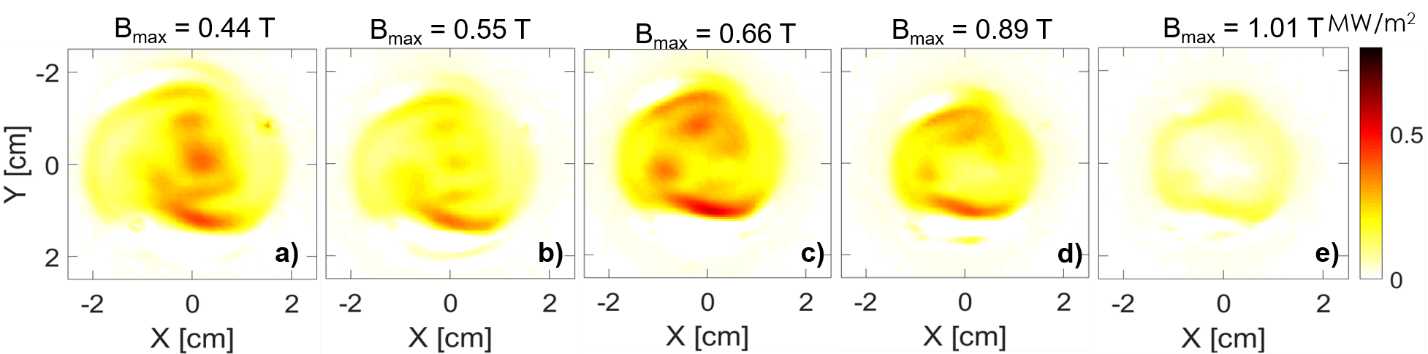 B_max = 0.44 T
B_max = 0.55 T
B_max = 0.66 T
B_max = 0.89 T
B_max = 1.01 T
MW/m²
-2
0
2
Y [cm]
a)
b)
c)
d)
e)
0.5
0
-2 0 2
-2 0 2
-2 0 2
-2 0 2
-2 0 2
X [cm]
X [cm]
X [cm]
X [cm]
X [cm]